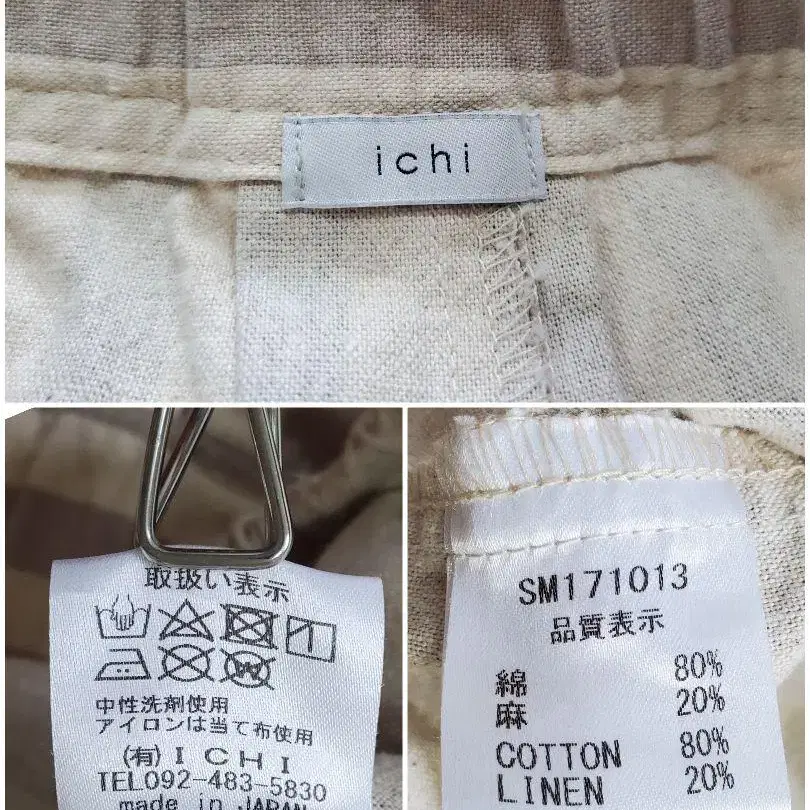 ichi
取扱い表示
中性洗剤使用
アイロンは当て布使用
(有) I C H I
TEL092-483-5830
made in JAPAN
SM171013
品質表示
綿 80%
麻 20%
COTTON 80%
LINEN 20%